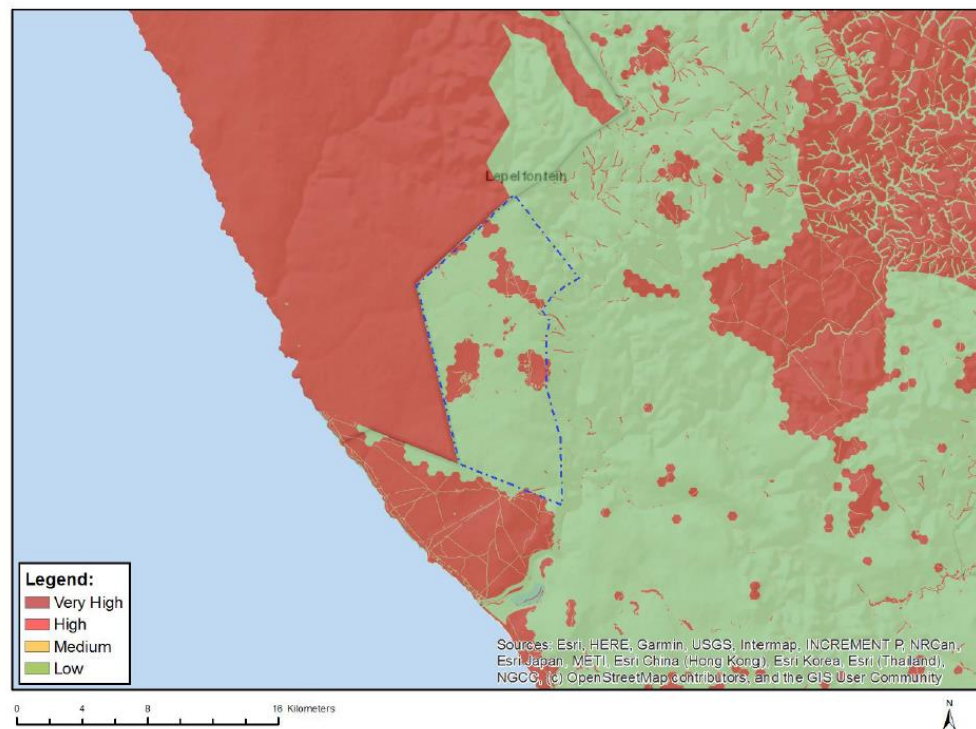 Lepelfontein
Legend:
Very High
High
Medium
Low
Sources: Esri, HERE, Garmin, USGS, Intermap, INCREMENT P, NRCan,
Esri Japan, METI, Esri China (Hong Kong), Esri Korea, Esri (Thailand),
NGCC, (c) OpenStreetMap contributors, and the GIS User Community
0 2 4 8 12 16 Kilometers
N